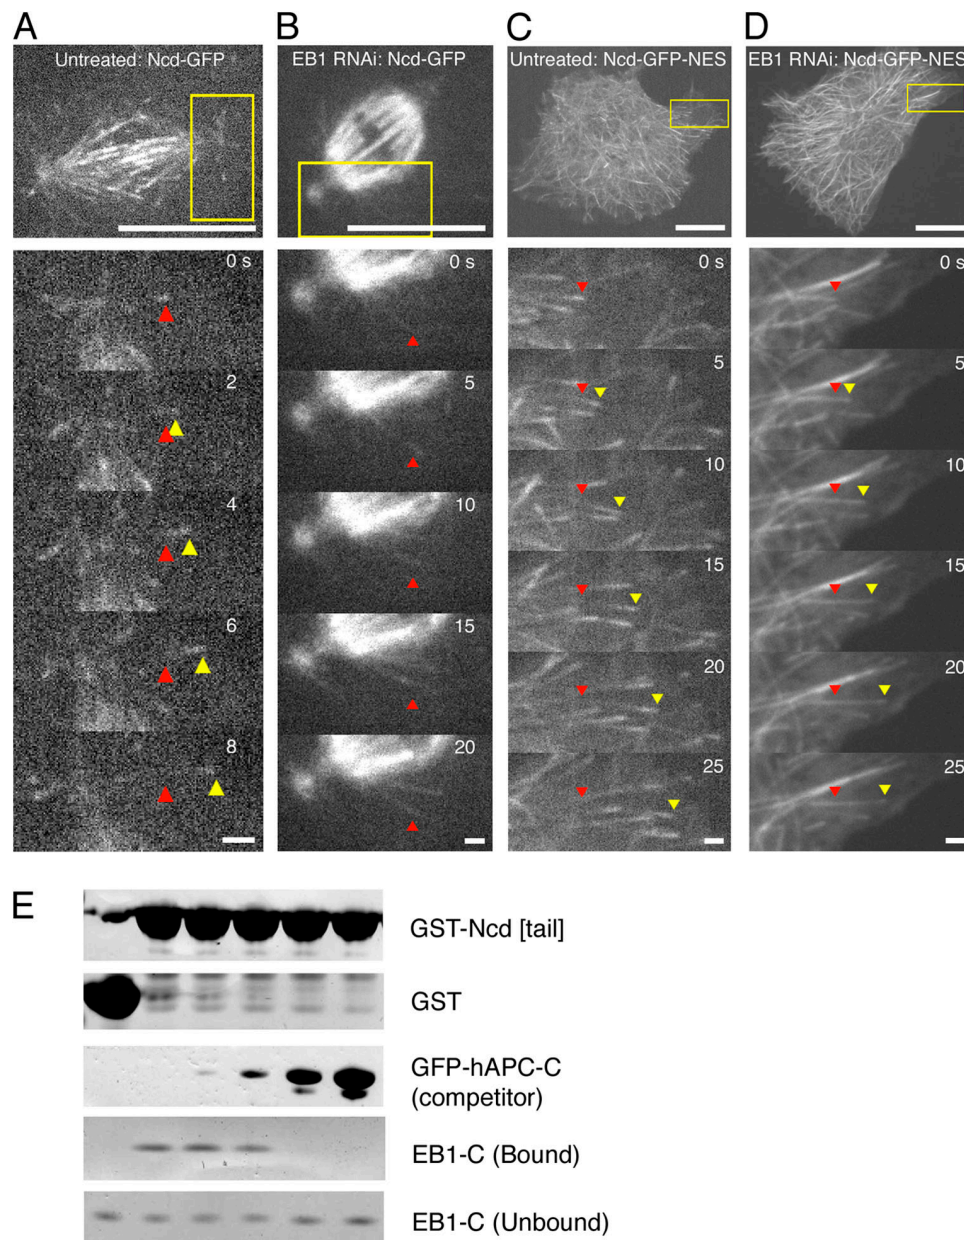 A
B
C
D
Untreated: Ncd-GFP
EB1 RNAi: Ncd-GFP
Untreated: Ncd-GFP-NES
EB1 RNAi: Ncd-GFP-NES
0 s
2
4
6
8
0 s
5
10
15
20
0 s
5
10
15
20
25
0 s
5
10
15
20
25
E
GST-Ncd [tail]
GST
GFP-hAPC-C
(competitor)
EB1-C (Bound)
EB1-C (Unbound)